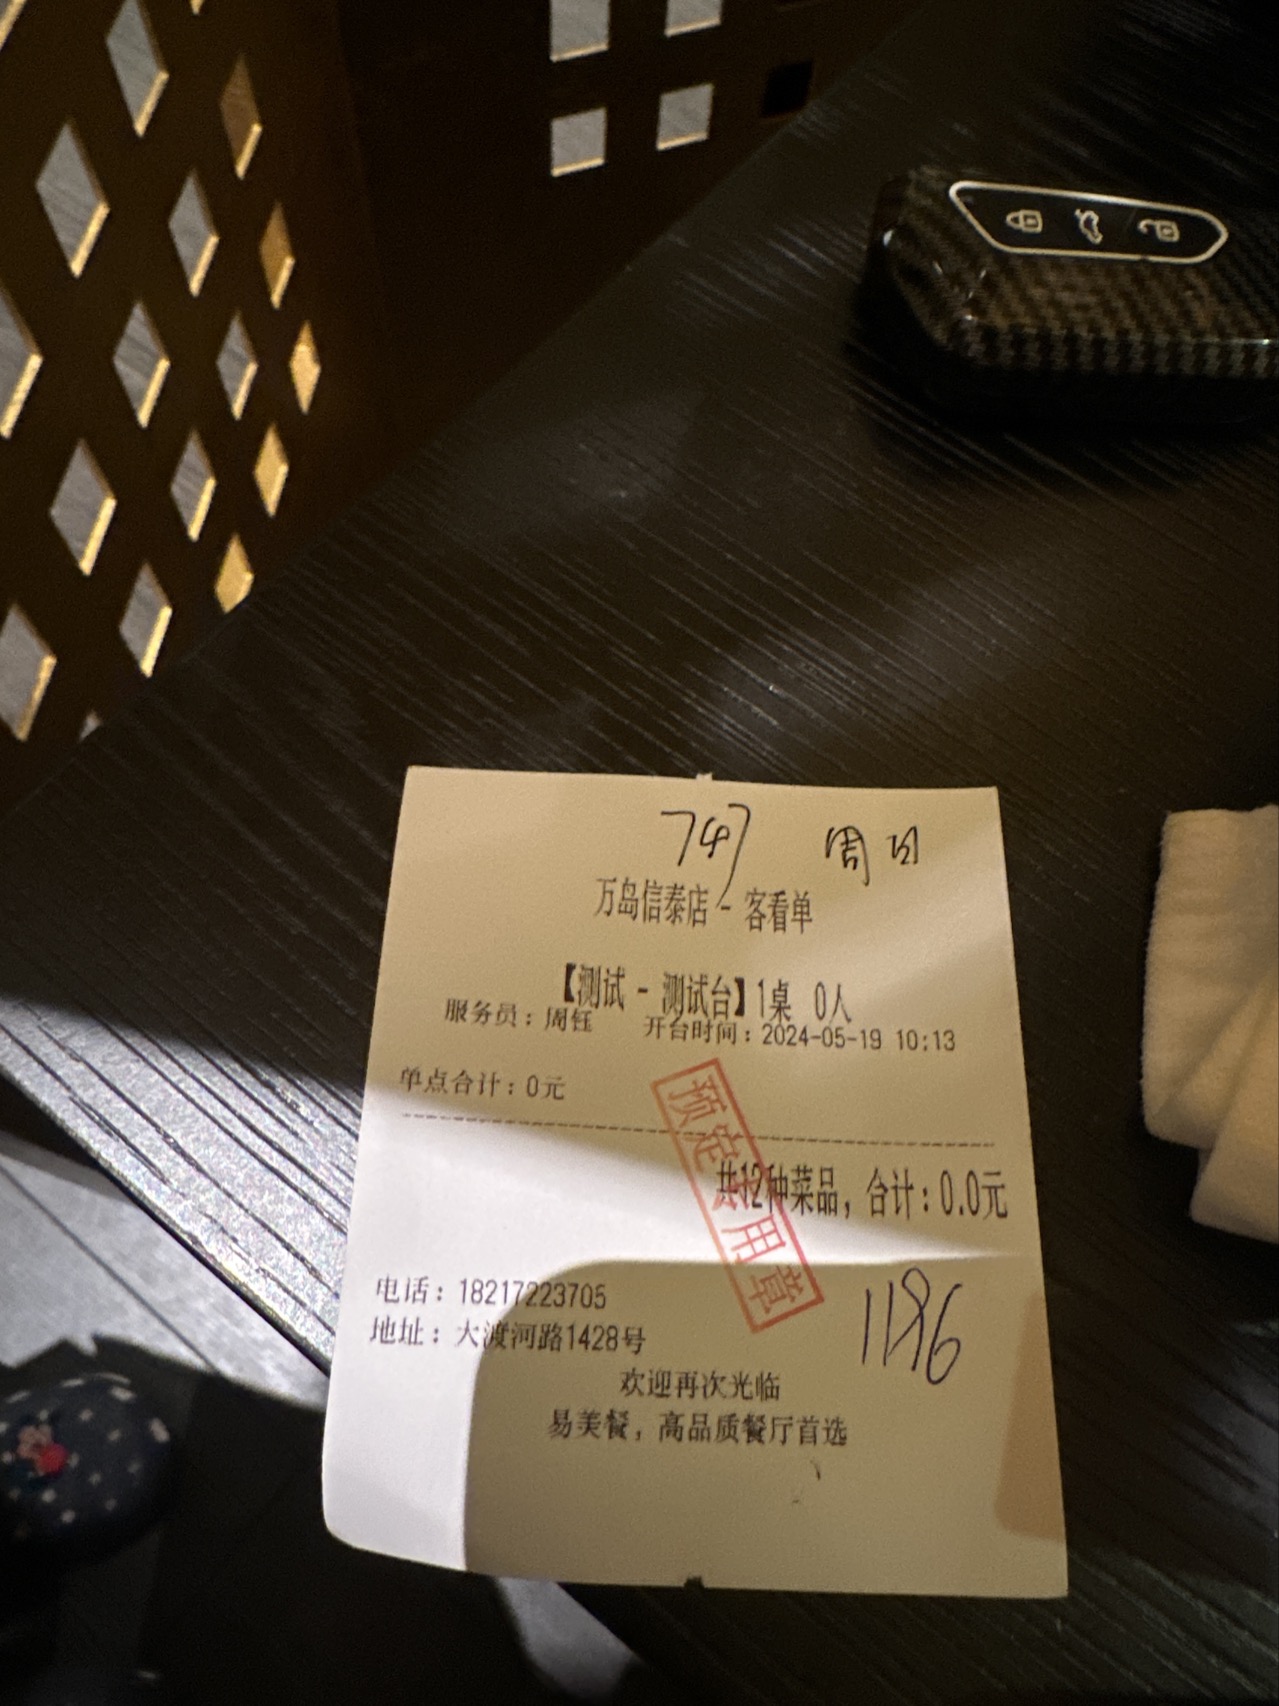 747 周日
万岛信泰店 - 客看单
【测试 - 测试台】1桌 0人
服务员：周钰 开台时间：2024-05-19 10:13
单点合计：0元
共12种菜品，合计：0.0元
预定专用章
电话：18217223705
1186
地址：大渡河路1428号
欢迎再次光临
易美餐，高品质餐厅首选